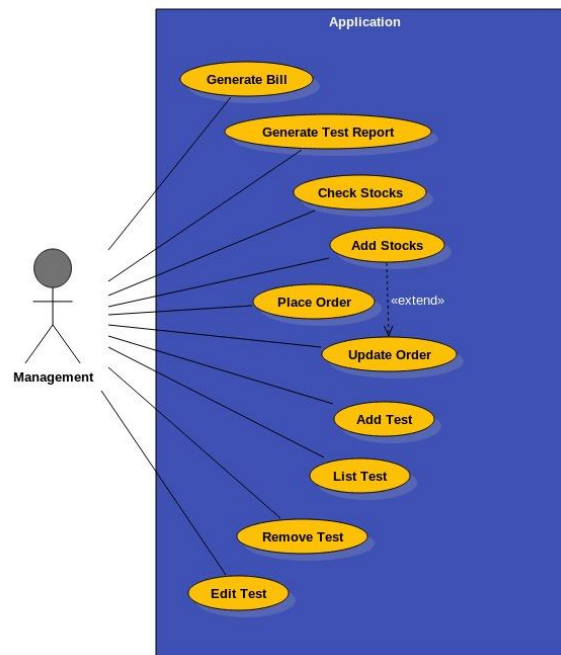 Application
Generate Bill
Generate Test Report
Check Stocks
Add Stocks
Place Order
«extend»
Update Order
Management
Add Test
List Test
Remove Test
Edit Test